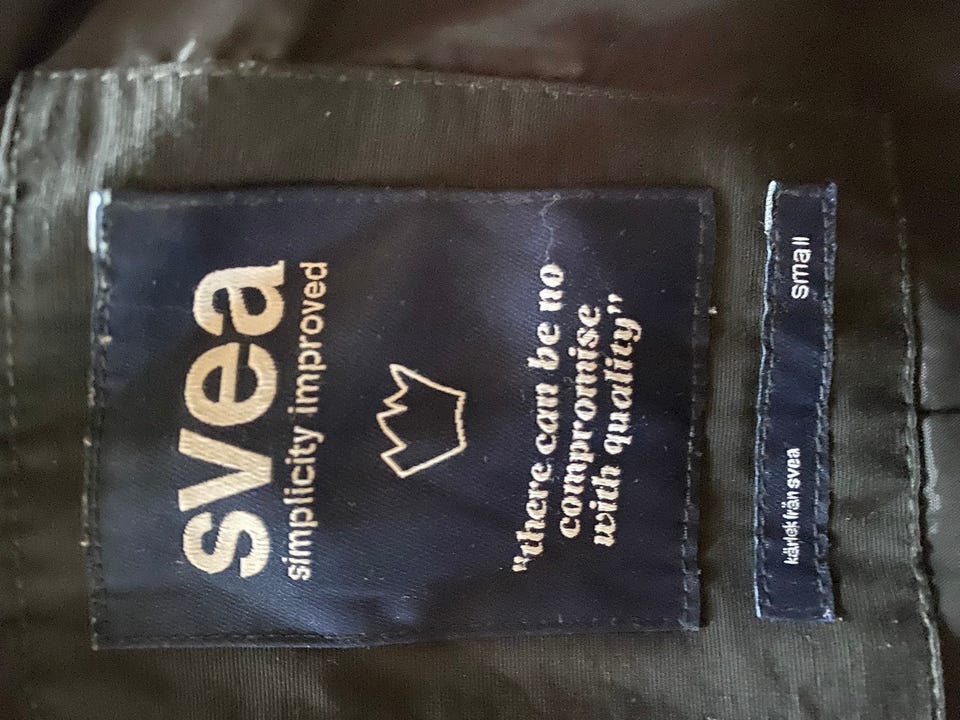 svea
simplicity improved
"there can be no
compromise
with quality"
kärlek från svea
small